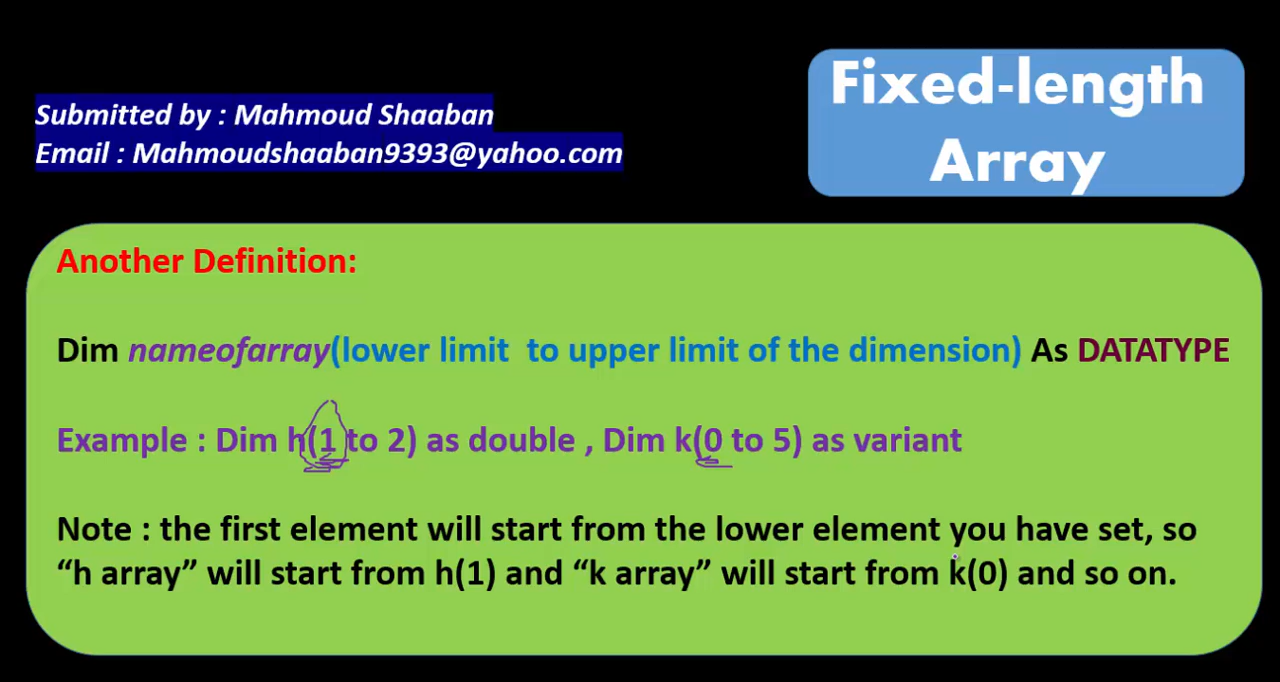 Fixed-length
Array
Submitted by : Mahmoud Shaaban
Email : Mahmoudshaaban9393@yahoo.com
Another Definition:
Dim nameofarray(lower limit to upper limit of the dimension) As DATATYPE
Example : Dim h(1 to 2) as double , Dim k(0 to 5) as variant
Note : the first element will start from the lower element you have set, so
“h array” will start from h(1) and “k array” will start from k(0) and so on.